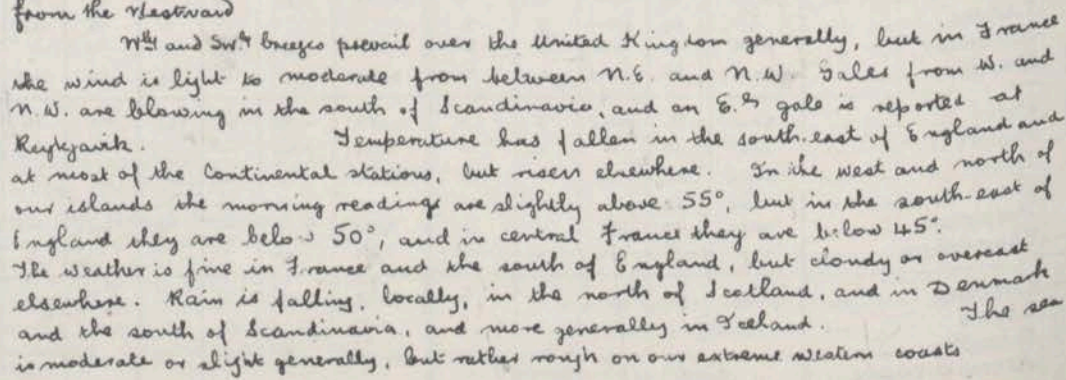 from the Westward
Wly and SWly breezes prevail over the United Kingdom generally, but in France
the wind is light to moderate from between N.E. and N.W. Gales from W. and
N.W. are blowing in the south of Scandinavia, and an E.ly gale is reported at
Reykjavik. Temperature has fallen in the south-east of England and
at most of the Continental stations, but risen elsewhere. In the west and north of
our islands the morning readings are slightly above 55°, but in the south-east of
England they are below 50°, and in central France they are below 45°.
The weather is fine in France and the south of England, but cloudy or overcast
elsewhere. Rain is falling, locally, in the north of Scotland, and in Denmark
and the south of Scandinavia, and more generally in Iceland. The sea
is moderate or slight generally, but rather rough on our extreme western coasts